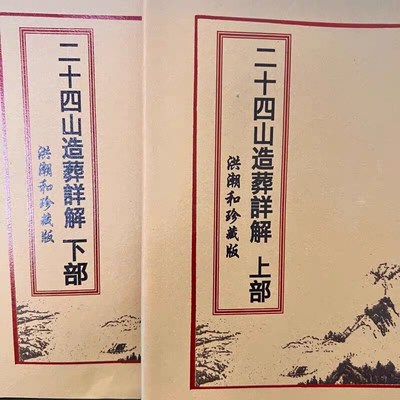 二十四山造葬詳解 上部
洪潮和珍藏版
二十四山造葬詳解 下部
洪潮和珍藏版